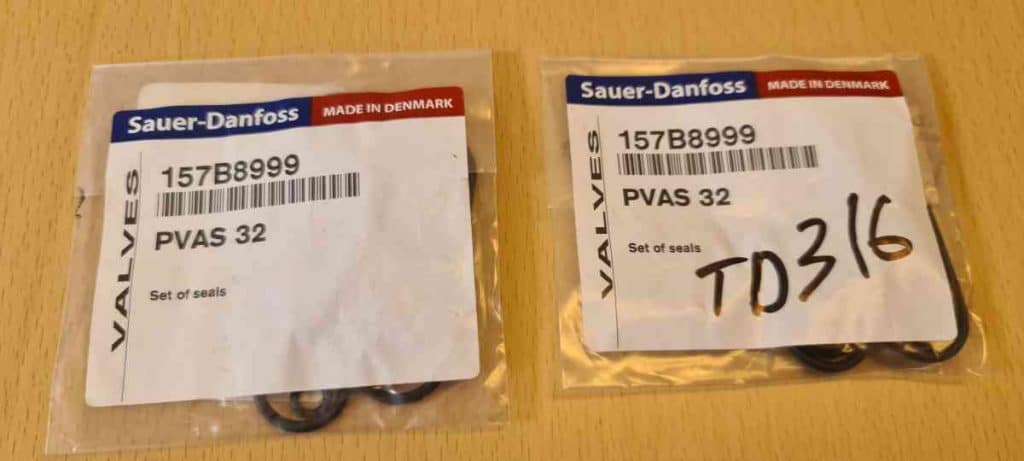 Sauer-Danfoss MADE IN DENMARK
VALVES
157B8999
PVAS 32
Set of seals
Sauer-Danfoss MADE IN DENMARK
VALVES
157B8999
PVAS 32
Set of seals
TD316